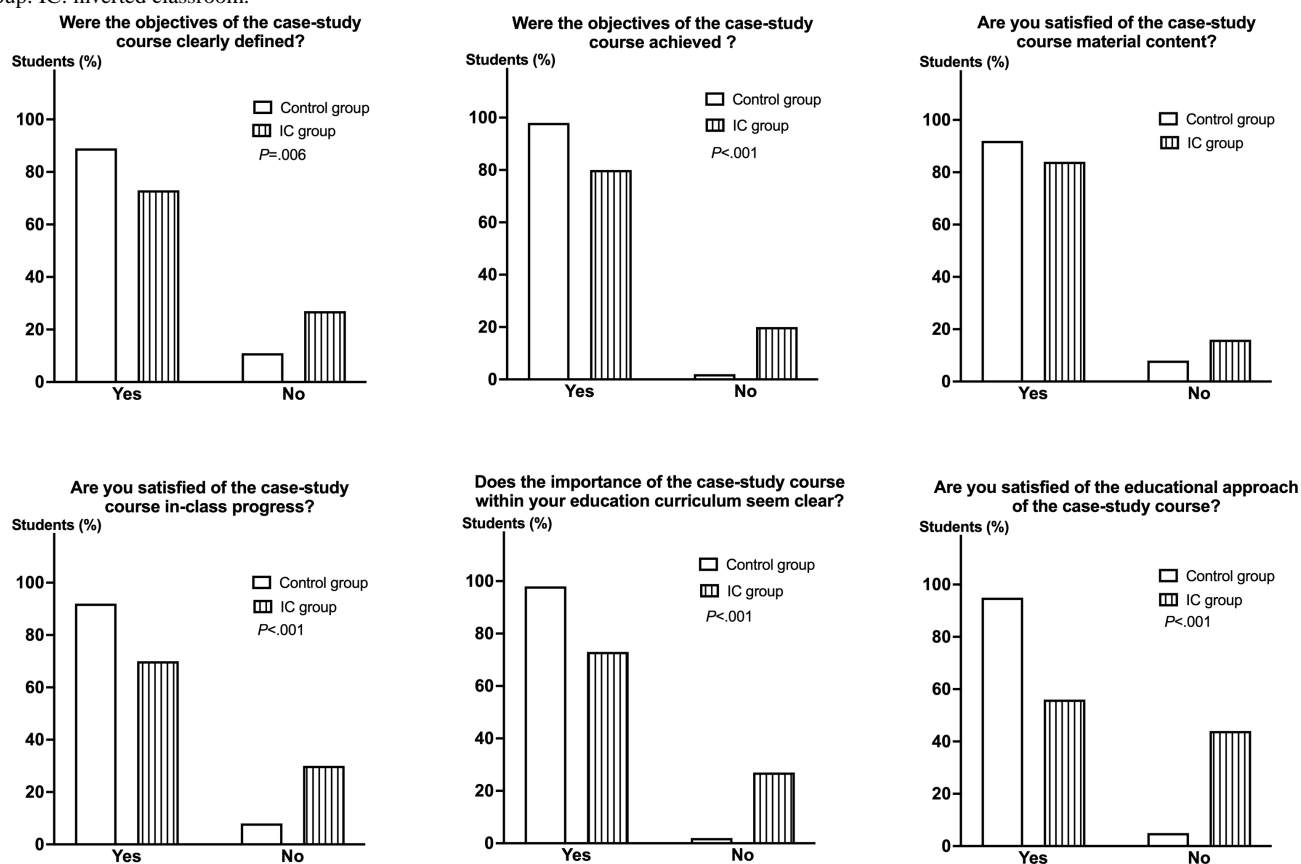 oup. IC: inverted classroom.
Were the objectives of the case-study
course clearly defined?
Students (%)
Control group
IC group
P=.006
100
80
60
40
20
0
Yes No
Were the objectives of the case-study
course achieved ?
Students (%)
Control group
IC group
P<.001
100
80
60
40
20
0
Yes No
Are you satisfied of the case-study
course material content?
Students (%)
Control group
IC group
100
80
60
40
20
0
Yes No
Are you satisfied of the case-study
course in-class progress?
Students (%)
Control group
IC group
P<.001
100
80
60
40
20
0
Yes No
Does the importance of the case-study course
within your education curriculum seem clear?
Students (%)
Control group
IC group
P<.001
100
80
60
40
20
0
Yes No
Are you satisfied of the educational approach
of the case-study course?
Students (%)
Control group
IC group
P<.001
100
80
60
40
20
0
Yes No